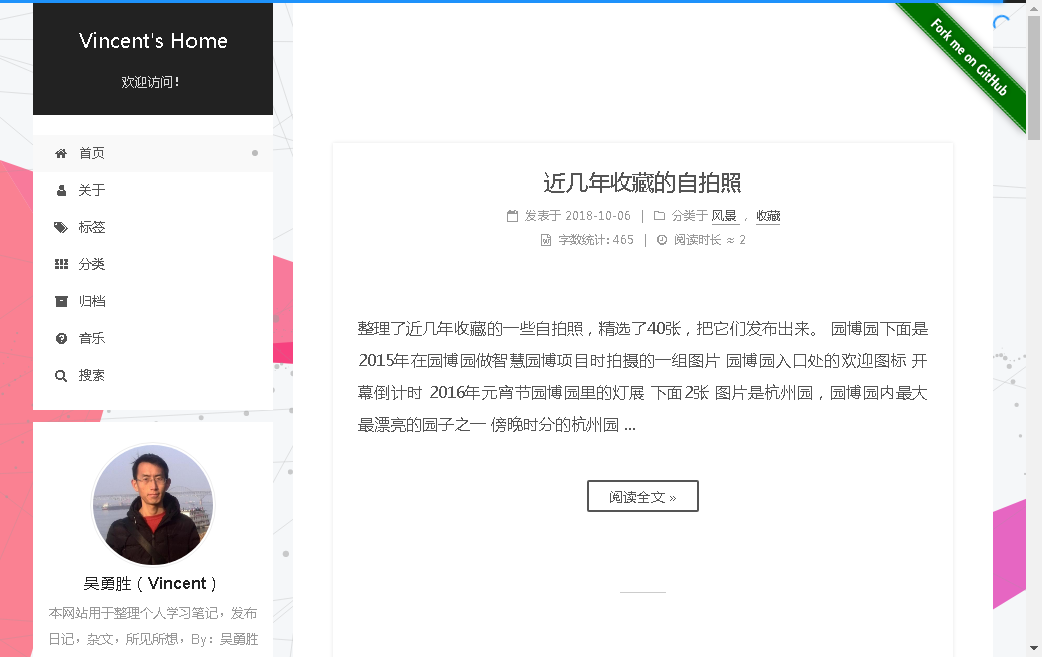 Vincent's Home
欢迎访问！
首页
关于
标签
分类
归档
音乐
搜索
吴勇胜（Vincent）
本网站用于整理个人学习笔记，发布
日记，杂文，所见所想，By：吴勇胜
Fork me on GitHub
近几年收藏的自拍照
发表于 2018-10-06 | 分类于 风景 ， 收藏
字数统计: 465 | 阅读时长 ≈ 2
整理了近几年收藏的一些自拍照，精选了40张，把它们发布出来。 园博园下面是
2015年在园博园做智慧园博项目时拍摄的一组图片 园博园入口处的欢迎图标 开
幕倒计时 2016年元宵节园博园里的灯展 下面2张 图片是杭州园，园博园内最大
最漂亮的园子之一 傍晚时分的杭州园 ...
阅读全文 »